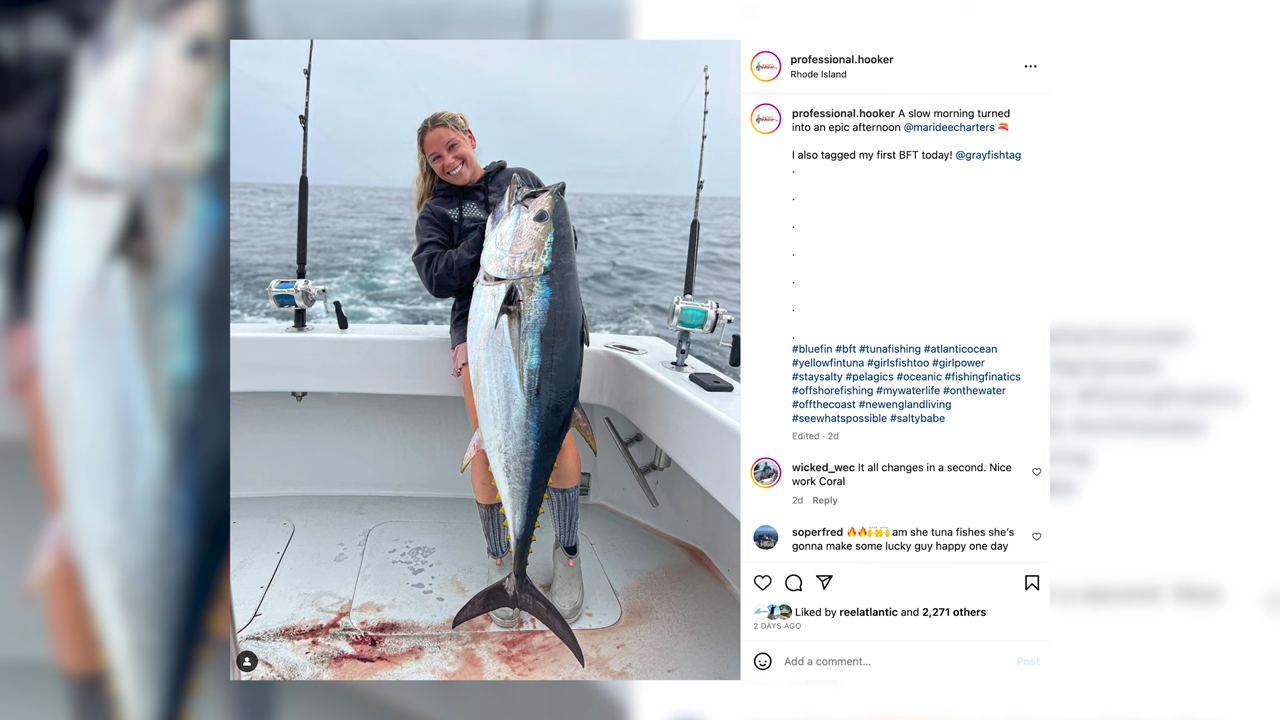 professional.hooker
Rhode Island
professional.hooker A slow morning turned
into an epic afternoon @marideecharters 🍣
I also tagged my first BFT today! @grayfishtag
.
.
.
.
.
.
.
#bluefin #bft #tunafishing #atlanticocean
#yellowfintuna #girlsfishtoo #girlpower
#staysalty #pelagics #oceanic #fishingfinatics
#offshorefishing #mywaterlife #onthewater
#offthecoast #newenglandliving
#seewhatspossible #saltybabe
Edited · 2d
wicked_wec It all changes in a second. Nice
work Coral
2d Reply
soperfred 🔥🔥🙌🙌 am she tuna fishes she's
gonna make some lucky guy happy one day
Liked by reelatlantic and 2,271 others
2 DAYS AGO
Add a comment...
Post